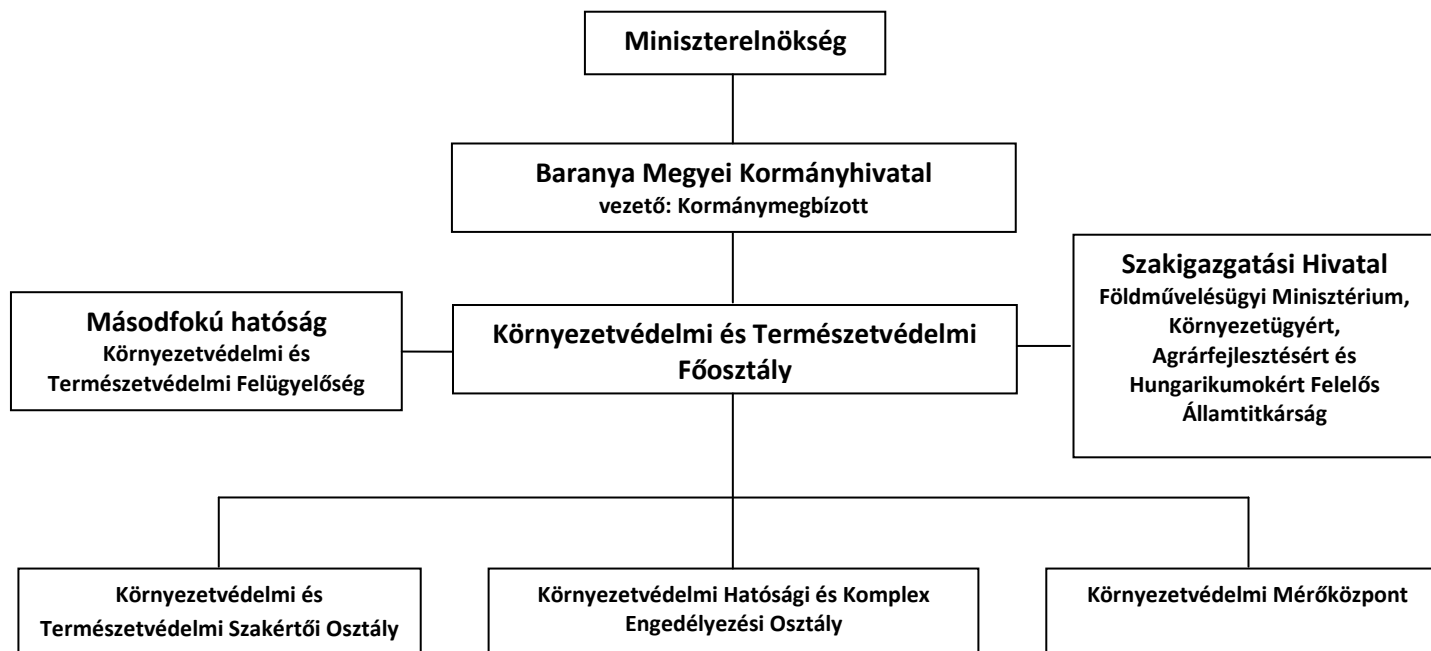 Miniszterelnökség
Baranya Megyei Kormányhivatal
vezető: Kormánymegbízott
Másodfokú hatóság
Környezetvédelmi és
Természetvédelmi Felügyelőség
Környezetvédelmi és Természetvédelmi
Főosztály
Szakigazgatási Hivatal
Földművelésügyi Minisztérium,
Környezetügyért,
Agrárfejlesztésért és
Hungarikumokért Felelős
Államtitkárság
Környezetvédelmi és
Természetvédelmi Szakértői Osztály
Környezetvédelmi Hatósági és Komplex
Engedélyezési Osztály
Környezetvédelmi Mérőközpont